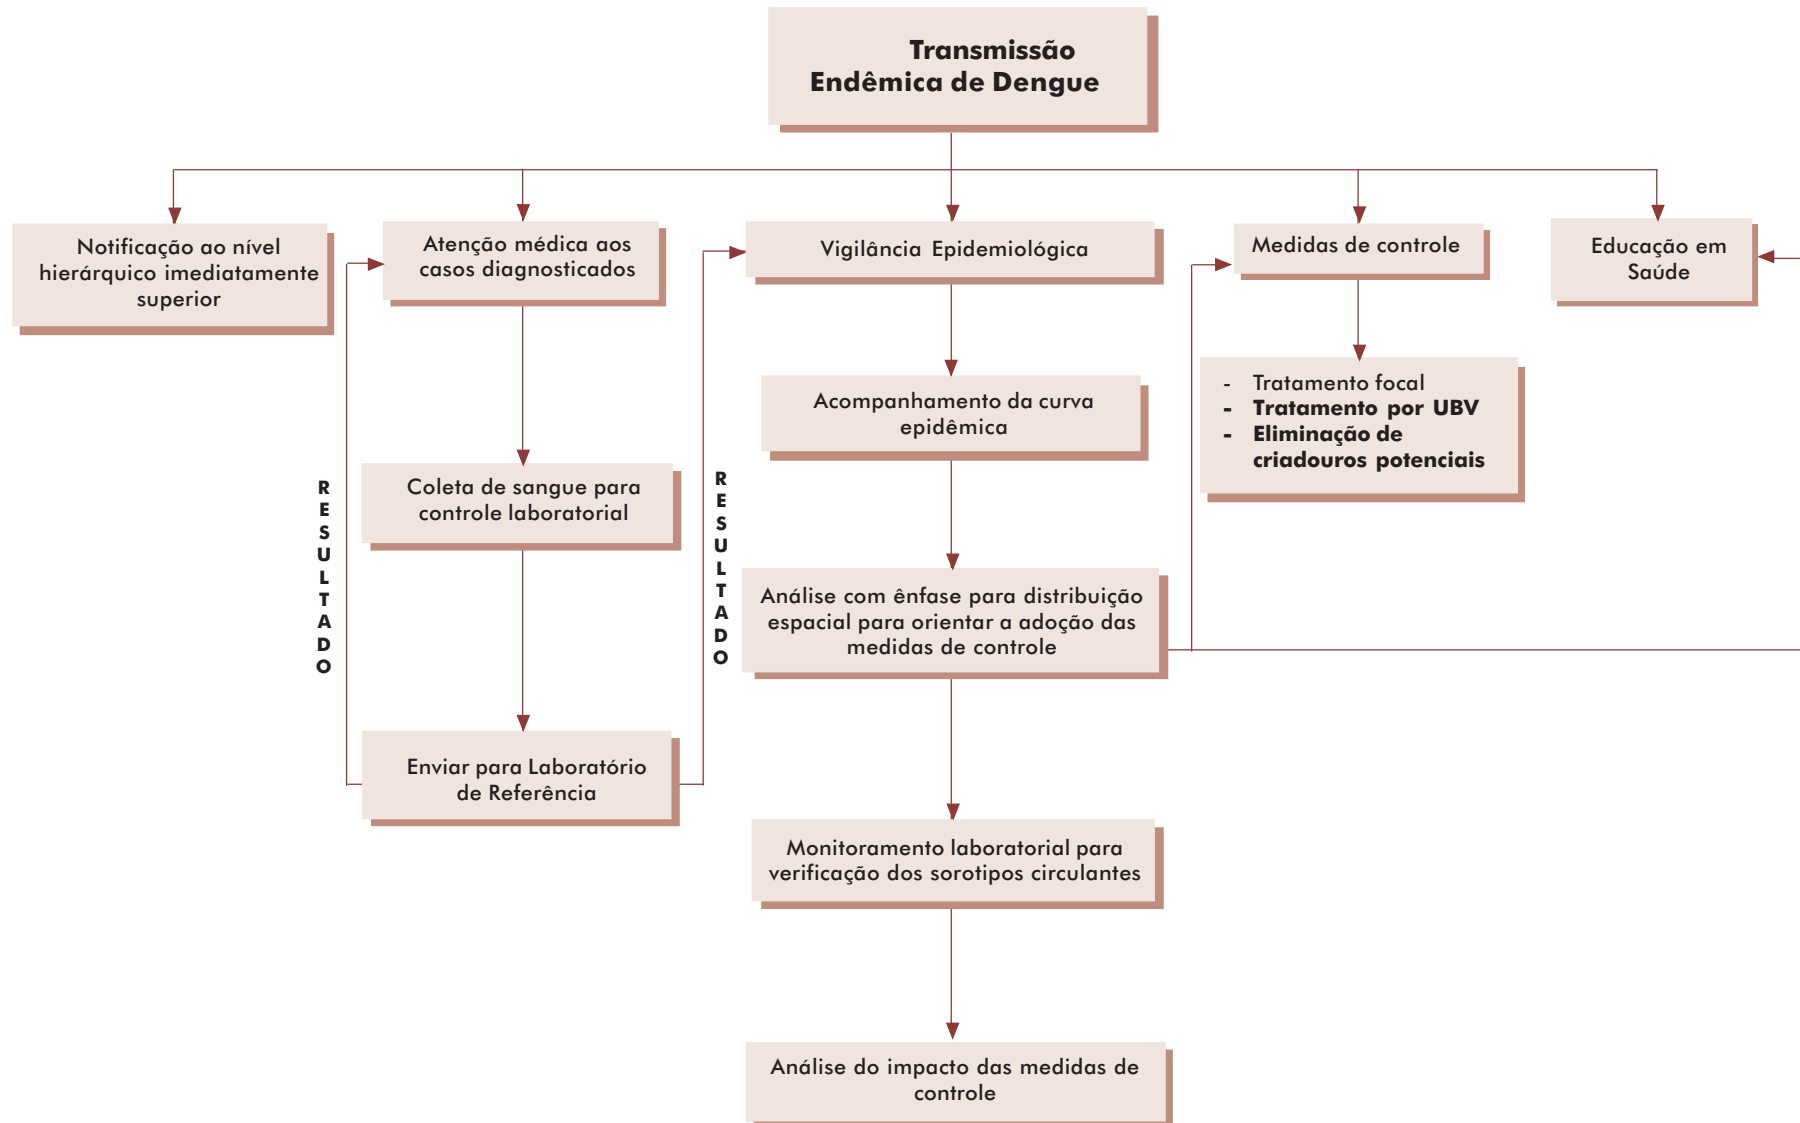 Transmissão
Endêmica de Dengue
Notificação ao nível
hierárquico imediatamente
superior
Atenção médica aos
casos diagnosticados
Vigilância Epidemiológica
Medidas de controle
Educação em
Saúde
- Tratamento focal
- Tratamento por UBV
- Eliminação de
criadouros potenciais
Acompanhamento da curva
epidêmica
RESULTADO
Coleta de sangue para
controle laboratorial
RESULTADO
Análise com ênfase para distribuição
espacial para orientar a adoção das
medidas de controle
Enviar para Laboratório
de Referência
Monitoramento laboratorial para
verificação dos sorotipos circulantes
Análise do impacto das medidas de
controle